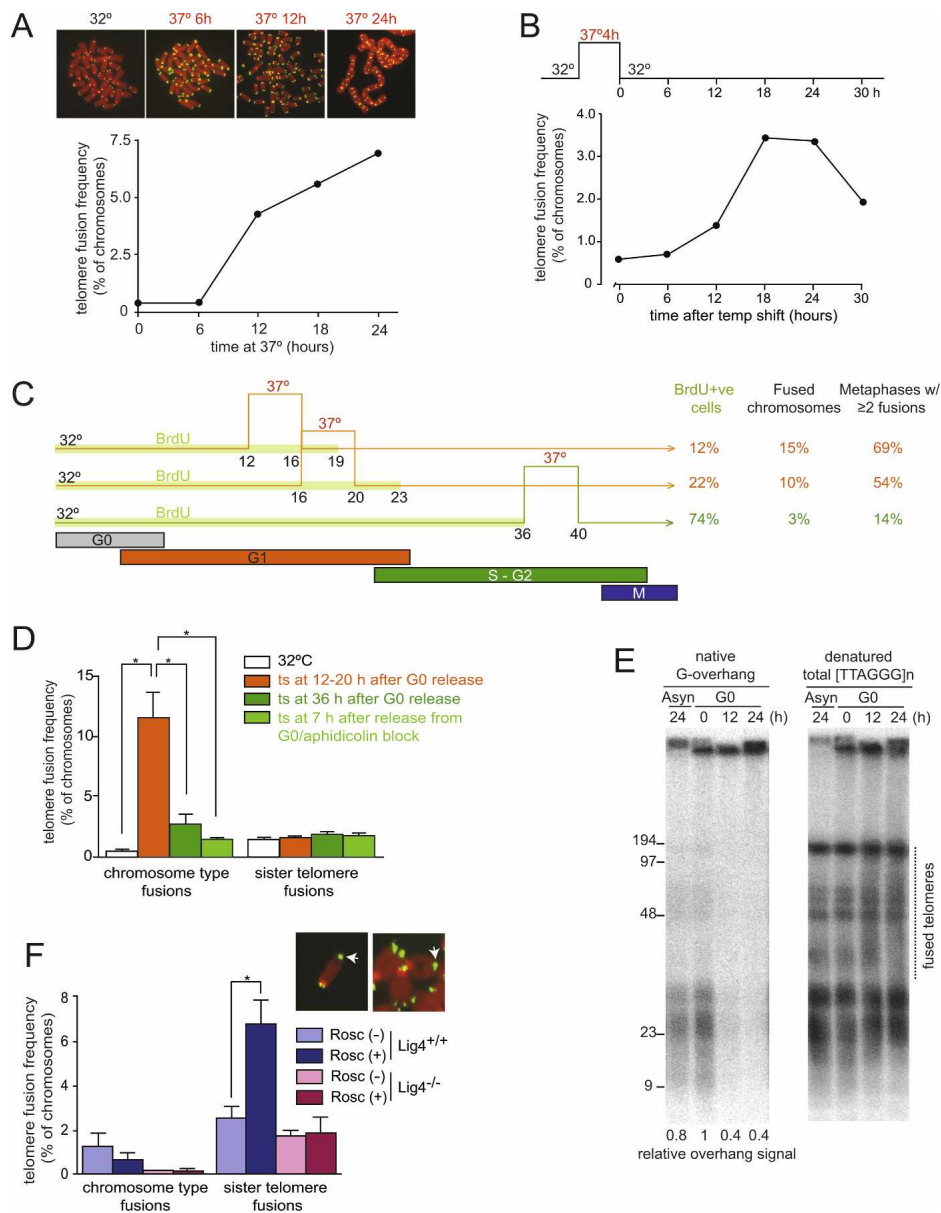 A
32º
37º 6h
37º 12h
37º 24h
telomere fusion frequency
(% of chromosomes)
7.5
5.0
2.5
0
0
6
12
18
24
time at 37º (hours)
B
37º4h
32º
32º
0
6
12
18
24
30 h
telomere fusion frequency
(% of chromosomes)
4.0
3.0
2.0
1.0
0
0
6
12
18
24
30
time after temp shift (hours)
C
BrdU+ve
cells
Fused
chromosomes
Metaphases w/
≥2 fusions
37º
37º
32º
BrdU
12
16
19
12%
15%
69%
32º
BrdU
16
20
23
22%
10%
54%
37º
32º
BrdU
36
40
74%
3%
14%
G0
G1
S - G2
M
D
telomere fusion frequency
(% of chromosomes)
15
10
5
0
*
*
*
32ºC
ts at 12-20 h after G0 release
ts at 36 h after G0 release
ts at 7 h after release from
G0/aphidicolin block
chromosome type
fusions
sister telomere
fusions
E
native
G-overhang
denatured
total [TTAGGG]n
Asyn
G0
Asyn
G0
24
0
12
24
(h)
24
0
12
24
(h)
194
97
48
23
9
fused telomeres
0.8
1
0.4
0.4
relative overhang signal
F
telomere fusion frequency
(% of chromosomes)
8
6
4
2
0
*
Rosc (–)
Rosc (+)
Lig4+/+
Rosc (–)
Rosc (+)
Lig4-/-
chromosome type
fusions
sister telomere
fusions